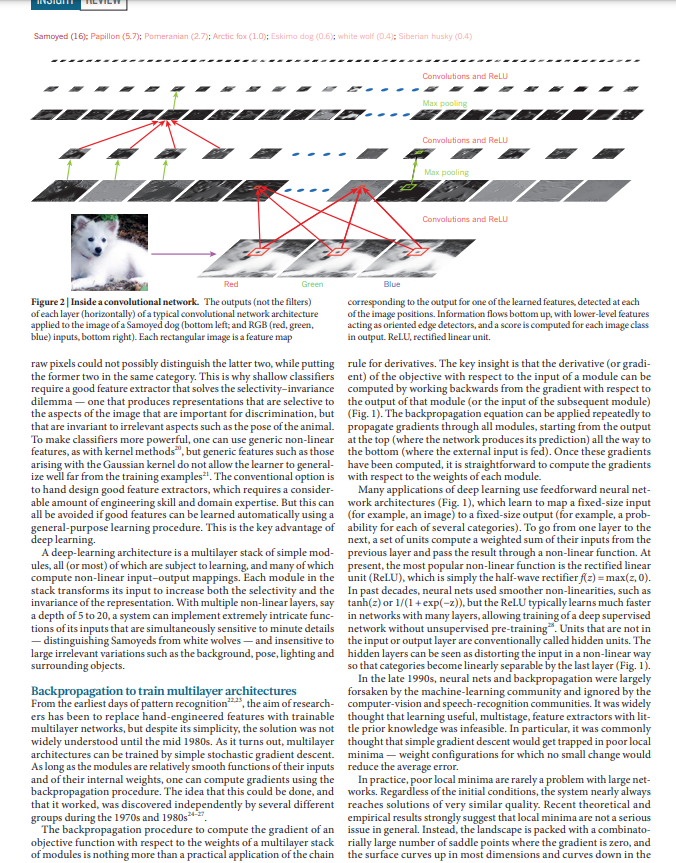 INSIGHT REVIEW
Samoyed (16); Papillon (5.7); Pomeranian (2.7); Arctic fox (1.0); Eskimo dog (0.6); white wolf (0.4); Siberian husky (0.4)
Convolutions and ReLU
Max pooling
Convolutions and ReLU
Max pooling
Convolutions and ReLU
Red
Green
Blue
Figure 2 | Inside a convolutional network. The outputs (not the filters)
of each layer (horizontally) of a typical convolutional network architecture
applied to the image of a Samoyed dog (bottom left; and RGB (red, green,
blue) inputs, bottom right). Each rectangular image is a feature map
corresponding to the output for one of the learned features, detected at each
of the image positions. Information flows bottom up, with lower-level features
acting as oriented edge detectors, and a score is computed for each image class
in output. ReLU, rectified linear unit.
raw pixels could not possibly distinguish the latter two, while putting
the former two in the same category. This is why shallow classifiers
require a good feature extractor that solves the selectivity–invariance
dilemma — one that produces representations that are selective to
the aspects of the image that are important for discrimination, but
that are invariant to irrelevant aspects such as the pose of the animal.
To make classifiers more powerful, one can use generic non-linear
features, as with kernel methods20, but generic features such as those
arising with the Gaussian kernel do not allow the learner to general-
ize well far from the training examples21. The conventional option is
to hand design good feature extractors, which requires a consider-
able amount of engineering skill and domain expertise. But this can
all be avoided if good features can be learned automatically using a
general-purpose learning procedure. This is the key advantage of
deep learning.
A deep-learning architecture is a multilayer stack of simple mod-
ules, all (or most) of which are subject to learning, and many of which
compute non-linear input–output mappings. Each module in the
stack transforms its input to increase both the selectivity and the
invariance of the representation. With multiple non-linear layers, say
a depth of 5 to 20, a system can implement extremely intricate func-
tions of its inputs that are simultaneously sensitive to minute details
— distinguishing Samoyeds from white wolves — and insensitive to
large irrelevant variations such as the background, pose, lighting and
surrounding objects.
Backpropagation to train multilayer architectures
From the earliest days of pattern recognition22,23, the aim of research-
ers has been to replace hand-engineered features with trainable
multilayer networks, but despite its simplicity, the solution was not
widely understood until the mid 1980s. As it turns out, multilayer
architectures can be trained by simple stochastic gradient descent.
As long as the modules are relatively smooth functions of their inputs
and of their internal weights, one can compute gradients using the
backpropagation procedure. The idea that this could be done, and
that it worked, was discovered independently by several different
groups during the 1970s and 1980s24–27.
The backpropagation procedure to compute the gradient of an
objective function with respect to the weights of a multilayer stack
of modules is nothing more than a practical application of the chain
rule for derivatives. The key insight is that the derivative (or gradi-
ent) of the objective with respect to the input of a module can be
computed by working backwards from the gradient with respect to
the output of that module (or the input of the subsequent module)
(Fig. 1). The backpropagation equation can be applied repeatedly to
propagate gradients through all modules, starting from the output
at the top (where the network produces its prediction) all the way to
the bottom (where the external input is fed). Once these gradients
have been computed, it is straightforward to compute the gradients
with respect to the weights of each module.
Many applications of deep learning use feedforward neural net-
work architectures (Fig. 1), which learn to map a fixed-size input
(for example, an image) to a fixed-size output (for example, a prob-
ability for each of several categories). To go from one layer to the
next, a set of units compute a weighted sum of their inputs from the
previous layer and pass the result through a non-linear function. At
present, the most popular non-linear function is the rectified linear
unit (ReLU), which is simply the half-wave rectifier f(z) = max(z, 0).
In past decades, neural nets used smoother non-linearities, such as
tanh(z) or 1/(1 + exp(−z)), but the ReLU typically learns much faster
in networks with many layers, allowing training of a deep supervised
network without unsupervised pre-training28. Units that are not in
the input or output layer are conventionally called hidden units. The
hidden layers can be seen as distorting the input in a non-linear way
so that categories become linearly separable by the last layer (Fig. 1).
In the late 1990s, neural nets and backpropagation were largely
forsaken by the machine-learning community and ignored by the
computer-vision and speech-recognition communities. It was widely
thought that learning useful, multistage, feature extractors with lit-
tle prior knowledge was infeasible. In particular, it was commonly
thought that simple gradient descent would get trapped in poor local
minima — weight configurations for which no small change would
reduce the average error.
In practice, poor local minima are rarely a problem with large net-
works. Regardless of the initial conditions, the system nearly always
reaches solutions of very similar quality. Recent theoretical and
empirical results strongly suggest that local minima are not a serious
issue in general. Instead, the landscape is packed with a combinato-
rially large number of saddle points where the gradient is zero, and
the surface curves up in most dimensions and curves down in the